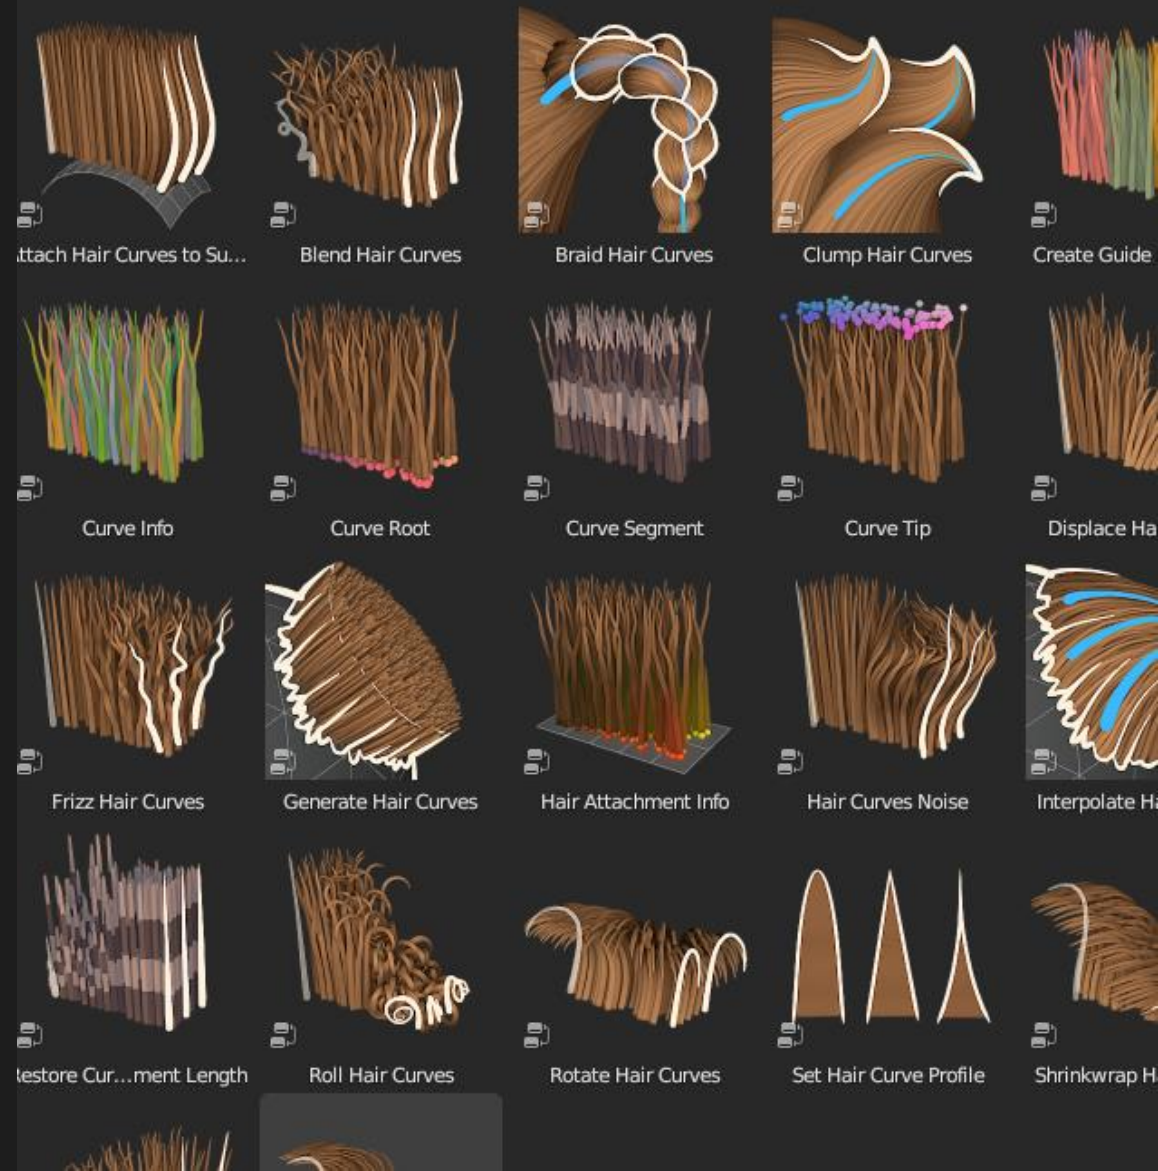 ttach Hair Curves to Su...
Blend Hair Curves
Braid Hair Curves
Clump Hair Curves
Create Guide
Curve Info
Curve Root
Curve Segment
Curve Tip
Displace Ha
Frizz Hair Curves
Generate Hair Curves
Hair Attachment Info
Hair Curves Noise
Interpolate Ha
Restore Cur...ment Length
Roll Hair Curves
Rotate Hair Curves
Set Hair Curve Profile
Shrinkwrap H